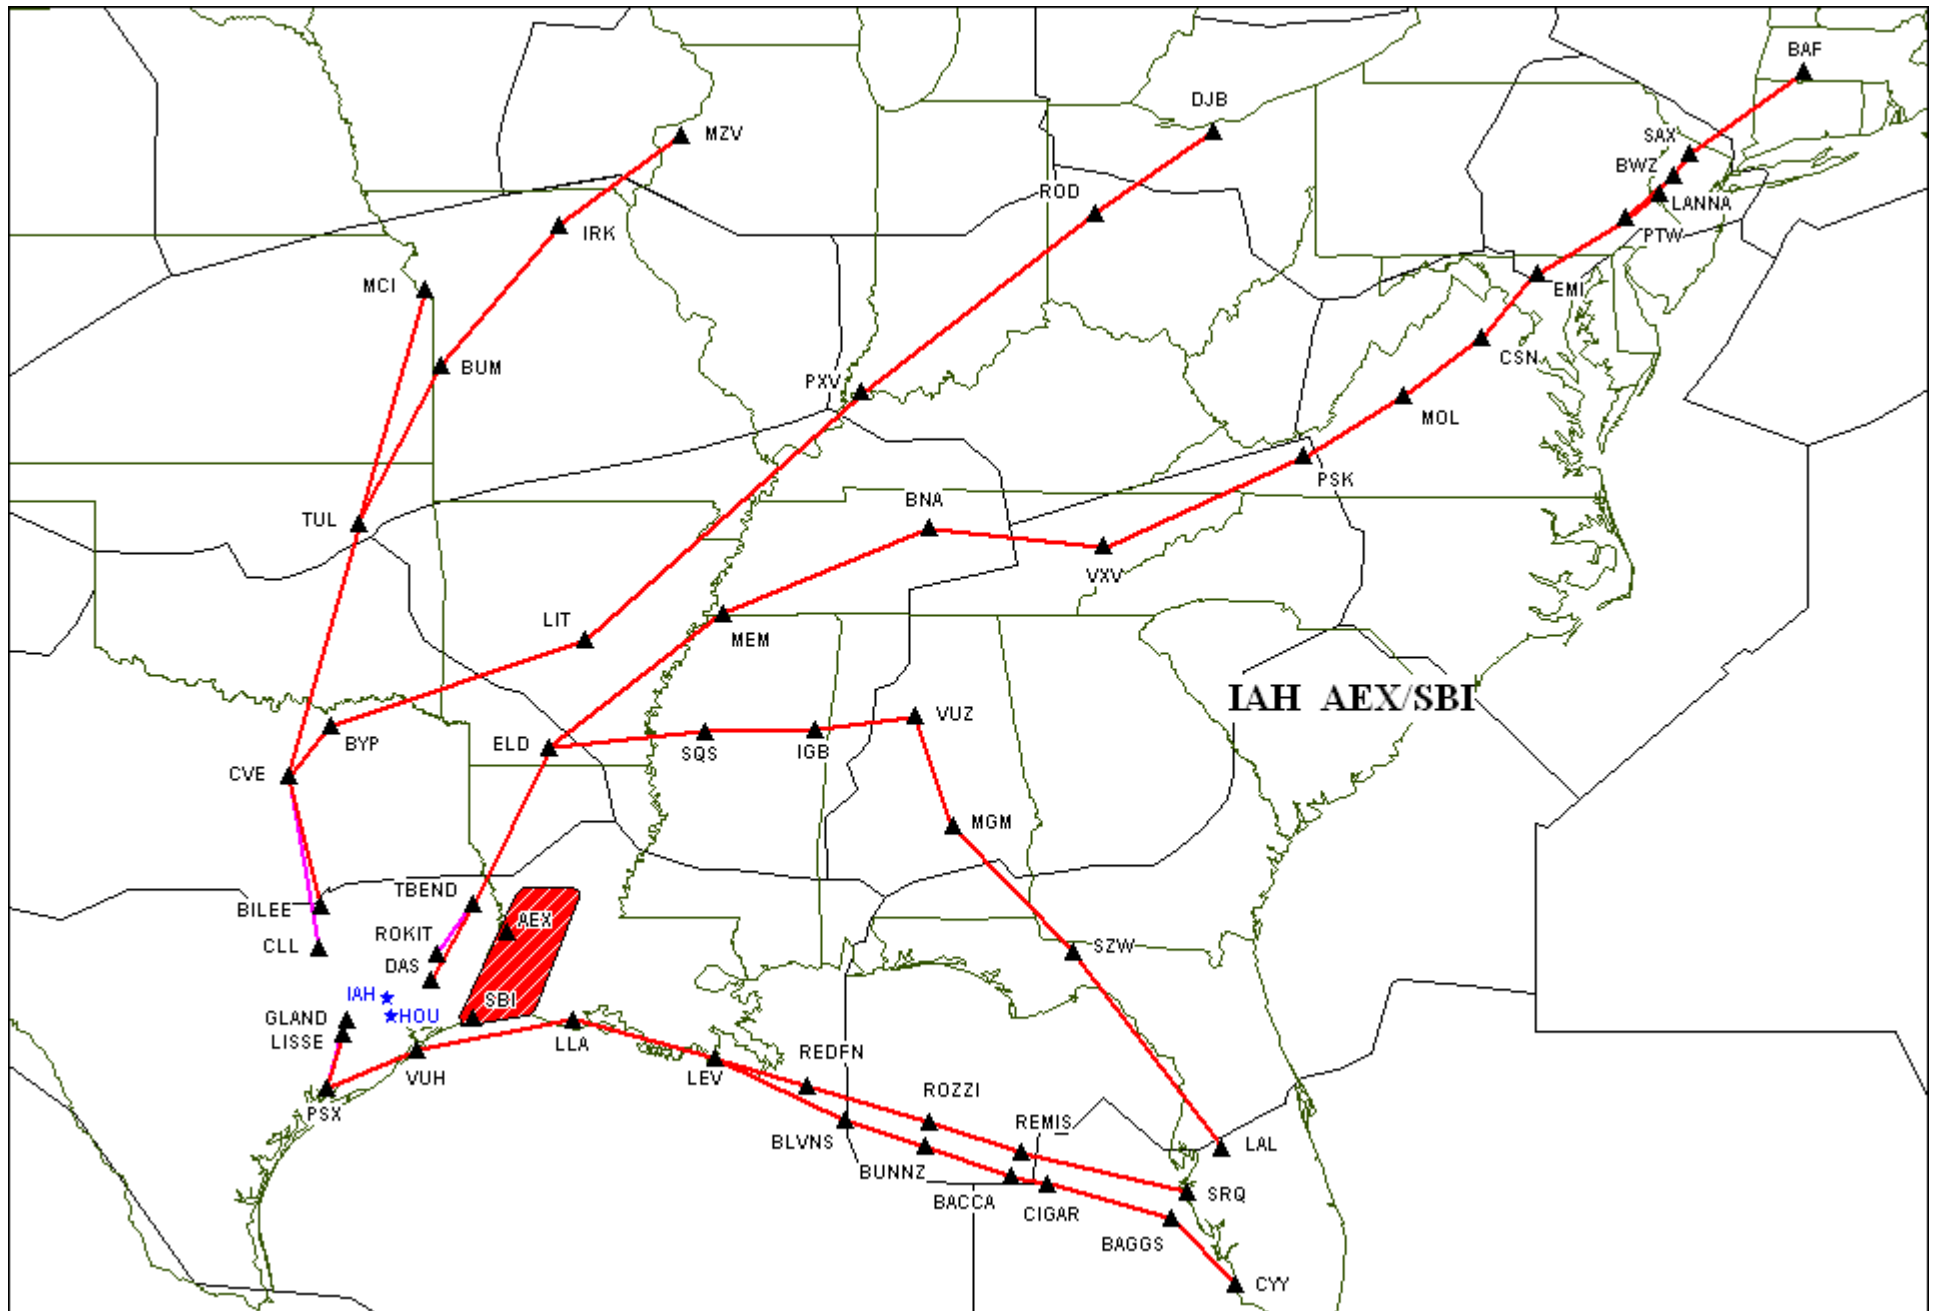 BAF
DJB
MZV
SAX
BWZ
ROD
LANNA
IRK
PTW
MCI
EMI
CSN
BUM
PXV
MOL
PSK
BNA
TUL
VXV
LIT
MEM
IAH AEX/SBI
VUZ
BYP
ELD
SQS
IGB
CVE
MGM
TBEND
BILEE
AEX
ROKIT
CLL
SZW
DAS
IAH
SBI
GLAND
HOU
LISSE
LLA
VUH
REDFN
LEV
ROZZI
PSX
REMIS
BLVNS
LAL
BUNNZ
SRQ
BACCA
CIGAR
BAGGS
CYY